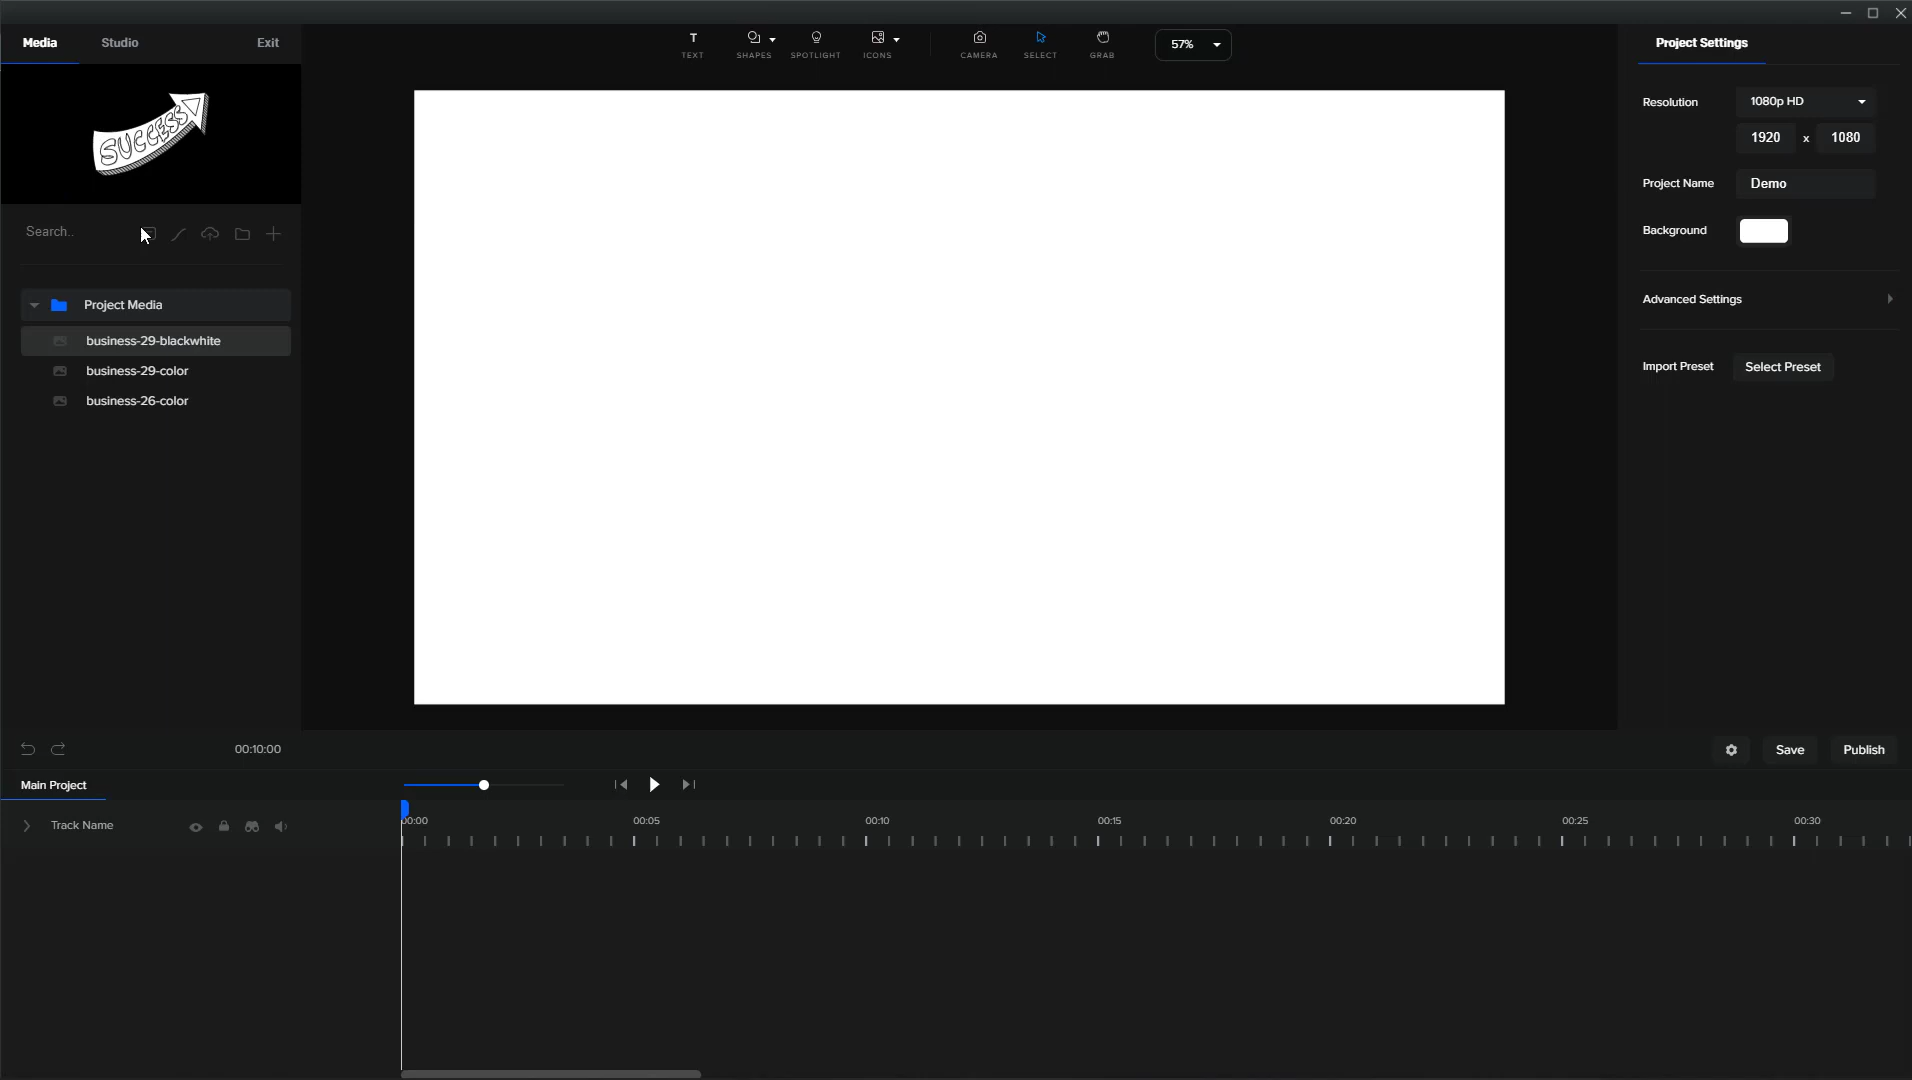 Media
Studio
Exit
TEXT
SHAPES
SPOTLIGHT
ICONS
CAMERA
SELECT
GRAB
57%
Project Settings
SUCCESS
Resolution
1080p HD
1920 x 1080
Project Name
Demo
Search..
Background
Project Media
Advanced Settings
business-29-blackwhite
business-29-color
business-26-color
Import Preset
Select Preset
00:10:00
Save
Publish
Main Project
Track Name
00:00
00:05
00:10
00:15
00:20
00:25
00:30